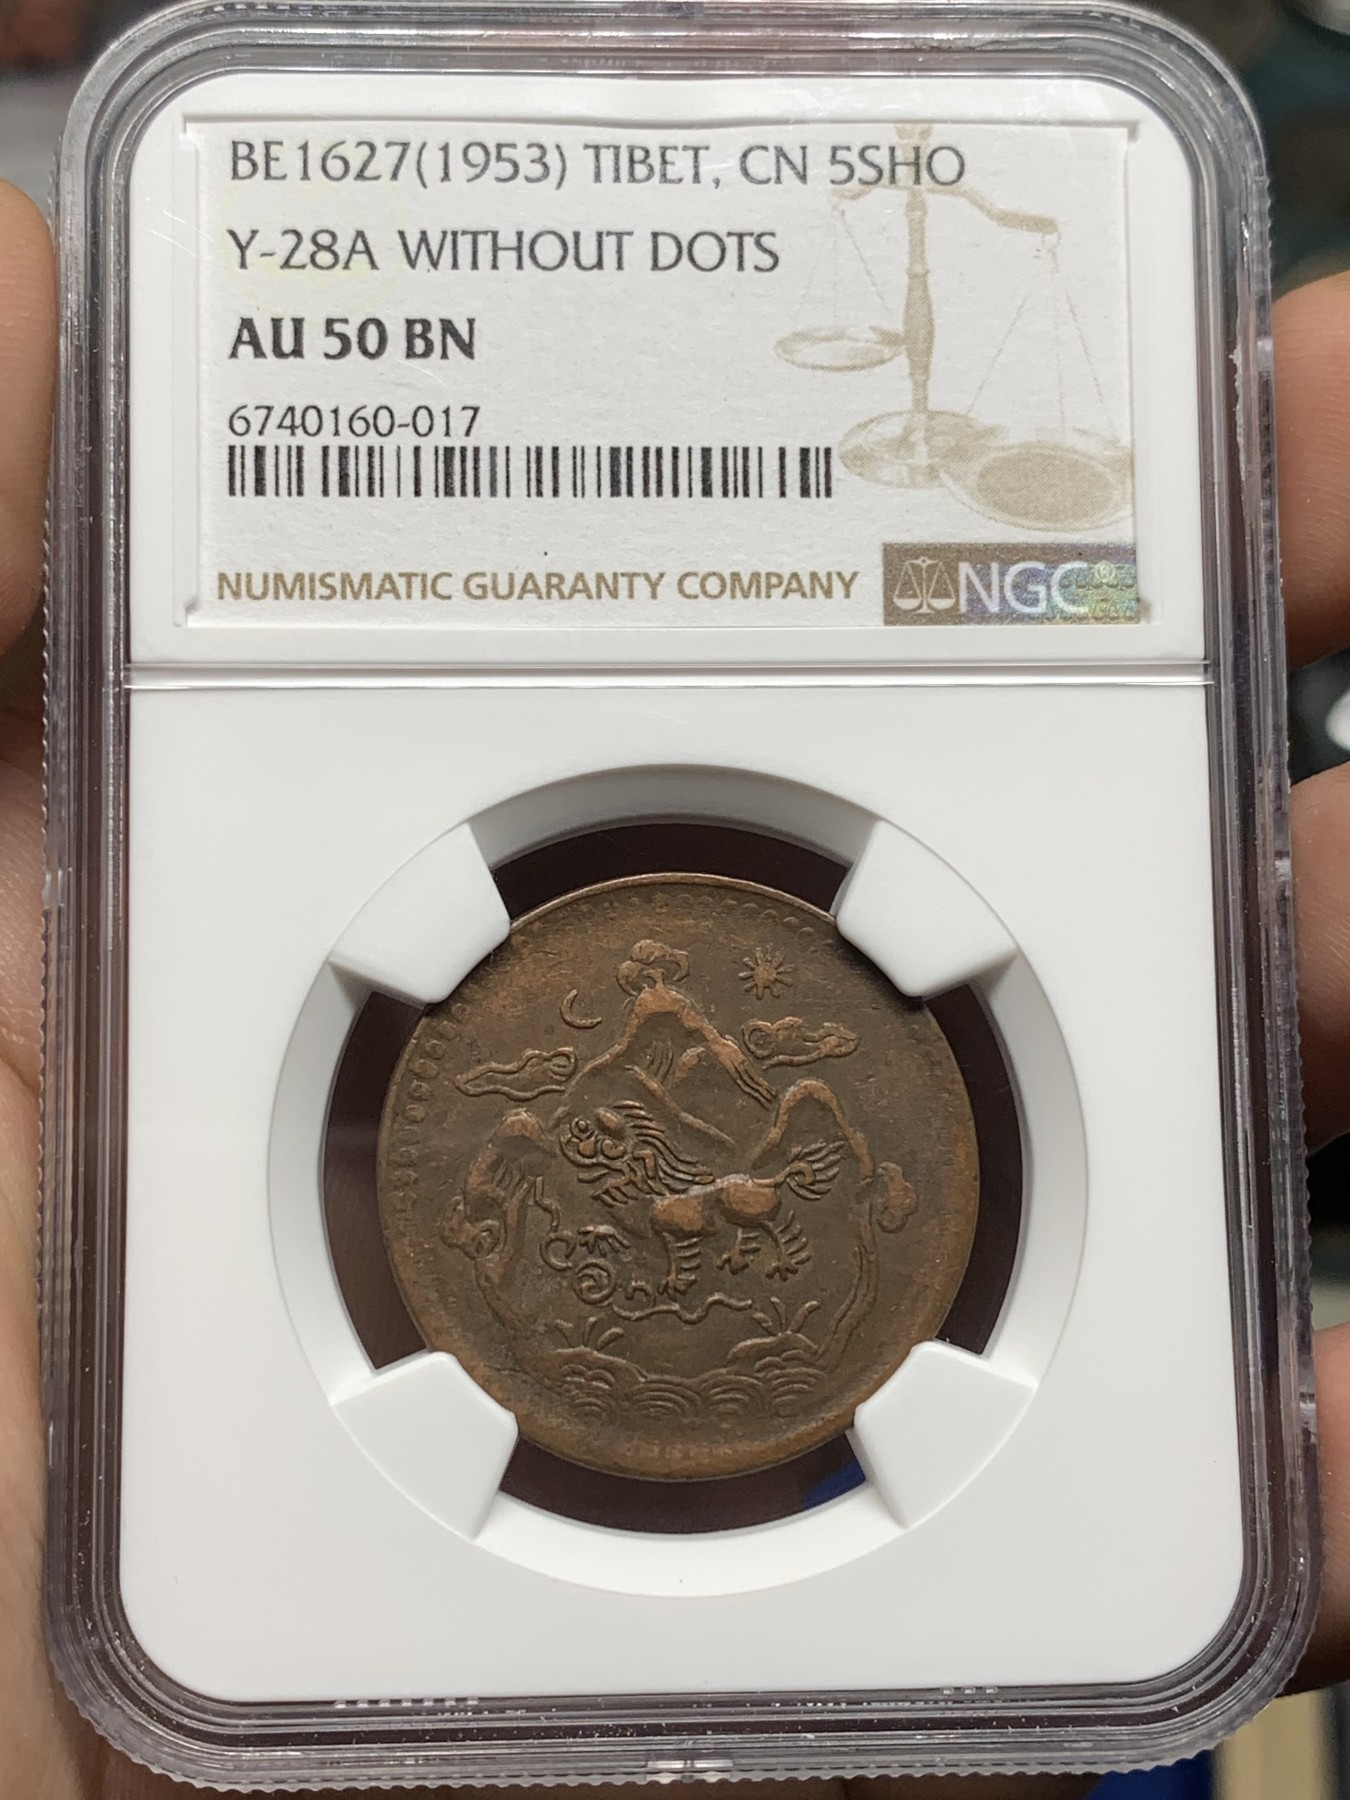 BE1627(1953) TIBET, CN 5SHO
Y-28A WITHOUT DOTS
AU 50 BN
6740160-017
NUMISMATIC GUARANTY COMPANY NGC®